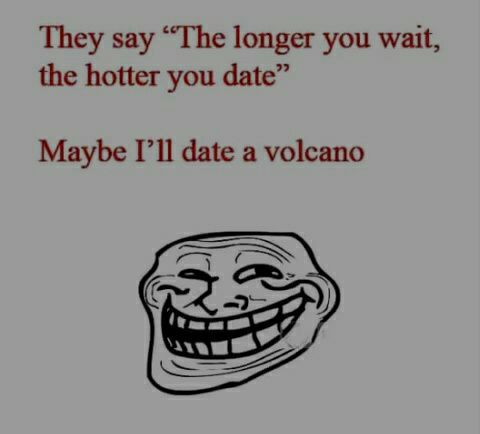 They say “The longer you wait,
the hotter you date”
Maybe I’ll date a volcano